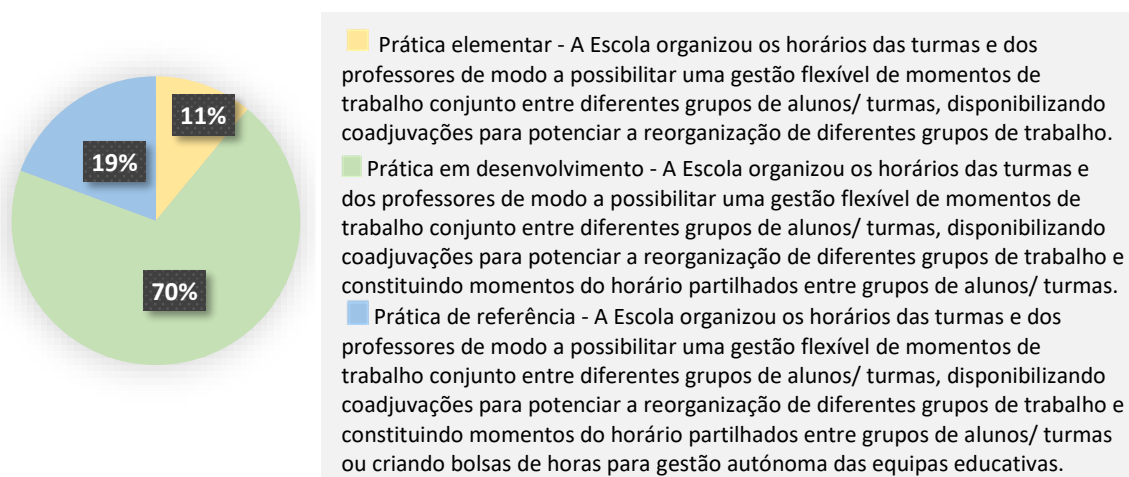 11%
19%
70%
Prática elementar - A Escola organizou os horários das turmas e dos
professores de modo a possibilitar uma gestão flexível de momentos de
trabalho conjunto entre diferentes grupos de alunos/ turmas, disponibilizando
coadjuvações para potenciar a reorganização de diferentes grupos de trabalho.
Prática em desenvolvimento - A Escola organizou os horários das turmas e
dos professores de modo a possibilitar uma gestão flexível de momentos de
trabalho conjunto entre diferentes grupos de alunos/ turmas, disponibilizando
coadjuvações para potenciar a reorganização de diferentes grupos de trabalho e
constituindo momentos do horário partilhados entre grupos de alunos/ turmas.
Prática de referência - A Escola organizou os horários das turmas e dos
professores de modo a possibilitar uma gestão flexível de momentos de
trabalho conjunto entre diferentes grupos de alunos/ turmas, disponibilizando
coadjuvações para potenciar a reorganização de diferentes grupos de trabalho e
constituindo momentos do horário partilhados entre grupos de alunos/ turmas
ou criando bolsas de horas para gestão autónoma das equipas educativas.